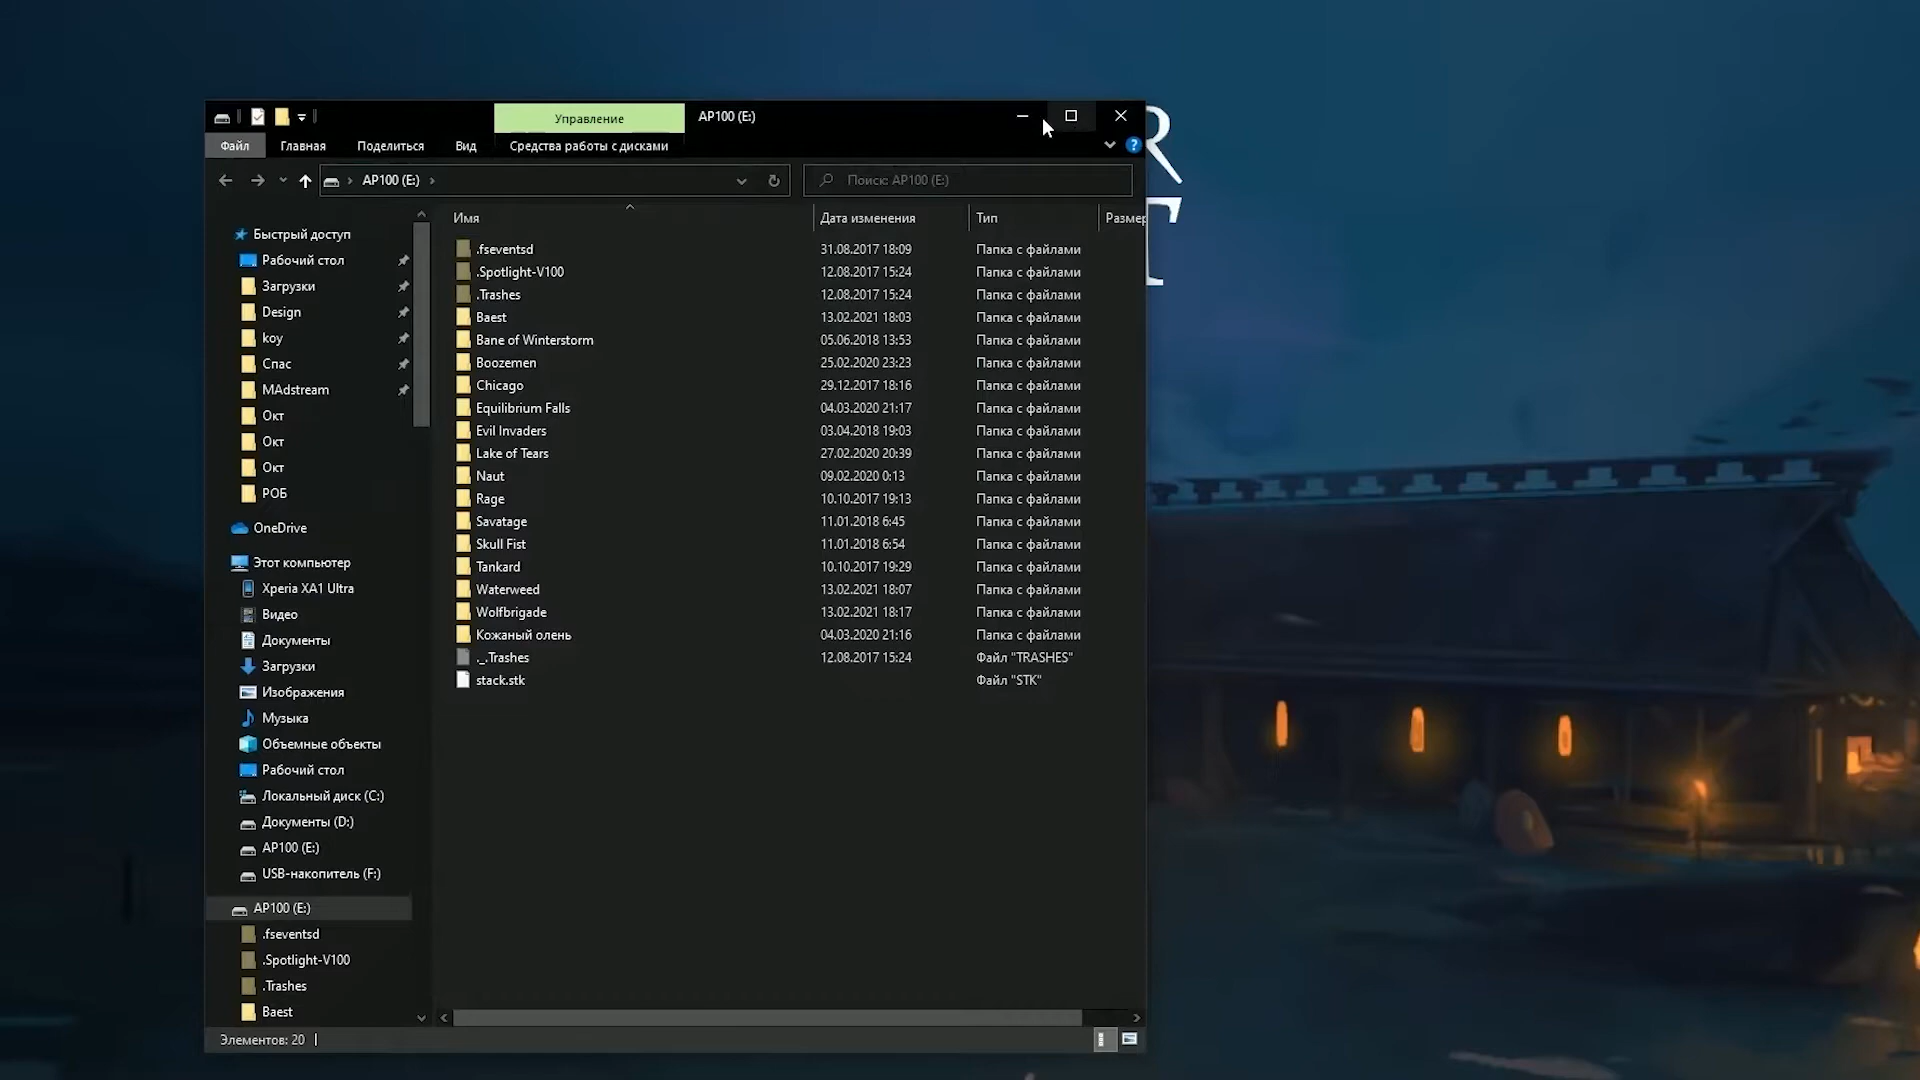 Управление
AP100 (E:)
Файл
Главная
Поделиться
Вид
Средства работы с дисками
?
AP100 (E:)
Поиск: AP100 (E:)
Имя
Дата изменения
Тип
Размер
.fseventsd 31.08.2017 18:09 Папка с файлами
.Spotlight-V100 12.08.2017 15:24 Папка с файлами
.Trashes 12.08.2017 15:24 Папка с файлами
Baest 13.02.2021 18:03 Папка с файлами
Bane of Winterstorm 05.06.2018 13:53 Папка с файлами
Boozemen 25.02.2020 23:23 Папка с файлами
Chicago 29.12.2017 18:16 Папка с файлами
Equilibrium Falls 04.03.2020 21:17 Папка с файлами
Evil Invaders 03.04.2018 19:03 Папка с файлами
Lake of Tears 27.02.2020 20:39 Папка с файлами
Naut 09.02.2020 0:13 Папка с файлами
Rage 10.10.2017 19:13 Папка с файлами
Savatage 11.01.2018 6:45 Папка с файлами
Skull Fist 11.01.2018 6:54 Папка с файлами
Tankard 10.10.2017 19:29 Папка с файлами
Waterweed 13.02.2021 18:07 Папка с файлами
Wolfbrigade 13.02.2021 18:17 Папка с файлами
Кожаный олень 04.03.2020 21:16 Папка с файлами
._.Trashes 12.08.2017 15:24 Файл "TRASHES"
stack.stk Файл "STK"
Быстрый доступ
Рабочий стол
Загрузки
Design
koy
Спас
MAdstream
Окт
Окт
Окт
РОБ
OneDrive
Этот компьютер
Xperia XA1 Ultra
Видео
Документы
Загрузки
Изображения
Музыка
Объемные объекты
Рабочий стол
Локальный диск (C:)
Документы (D:)
AP100 (E:)
USB-накопитель (F:)
AP100 (E:)
.fseventsd
.Spotlight-V100
.Trashes
Baest
Элементов: 20
R
T